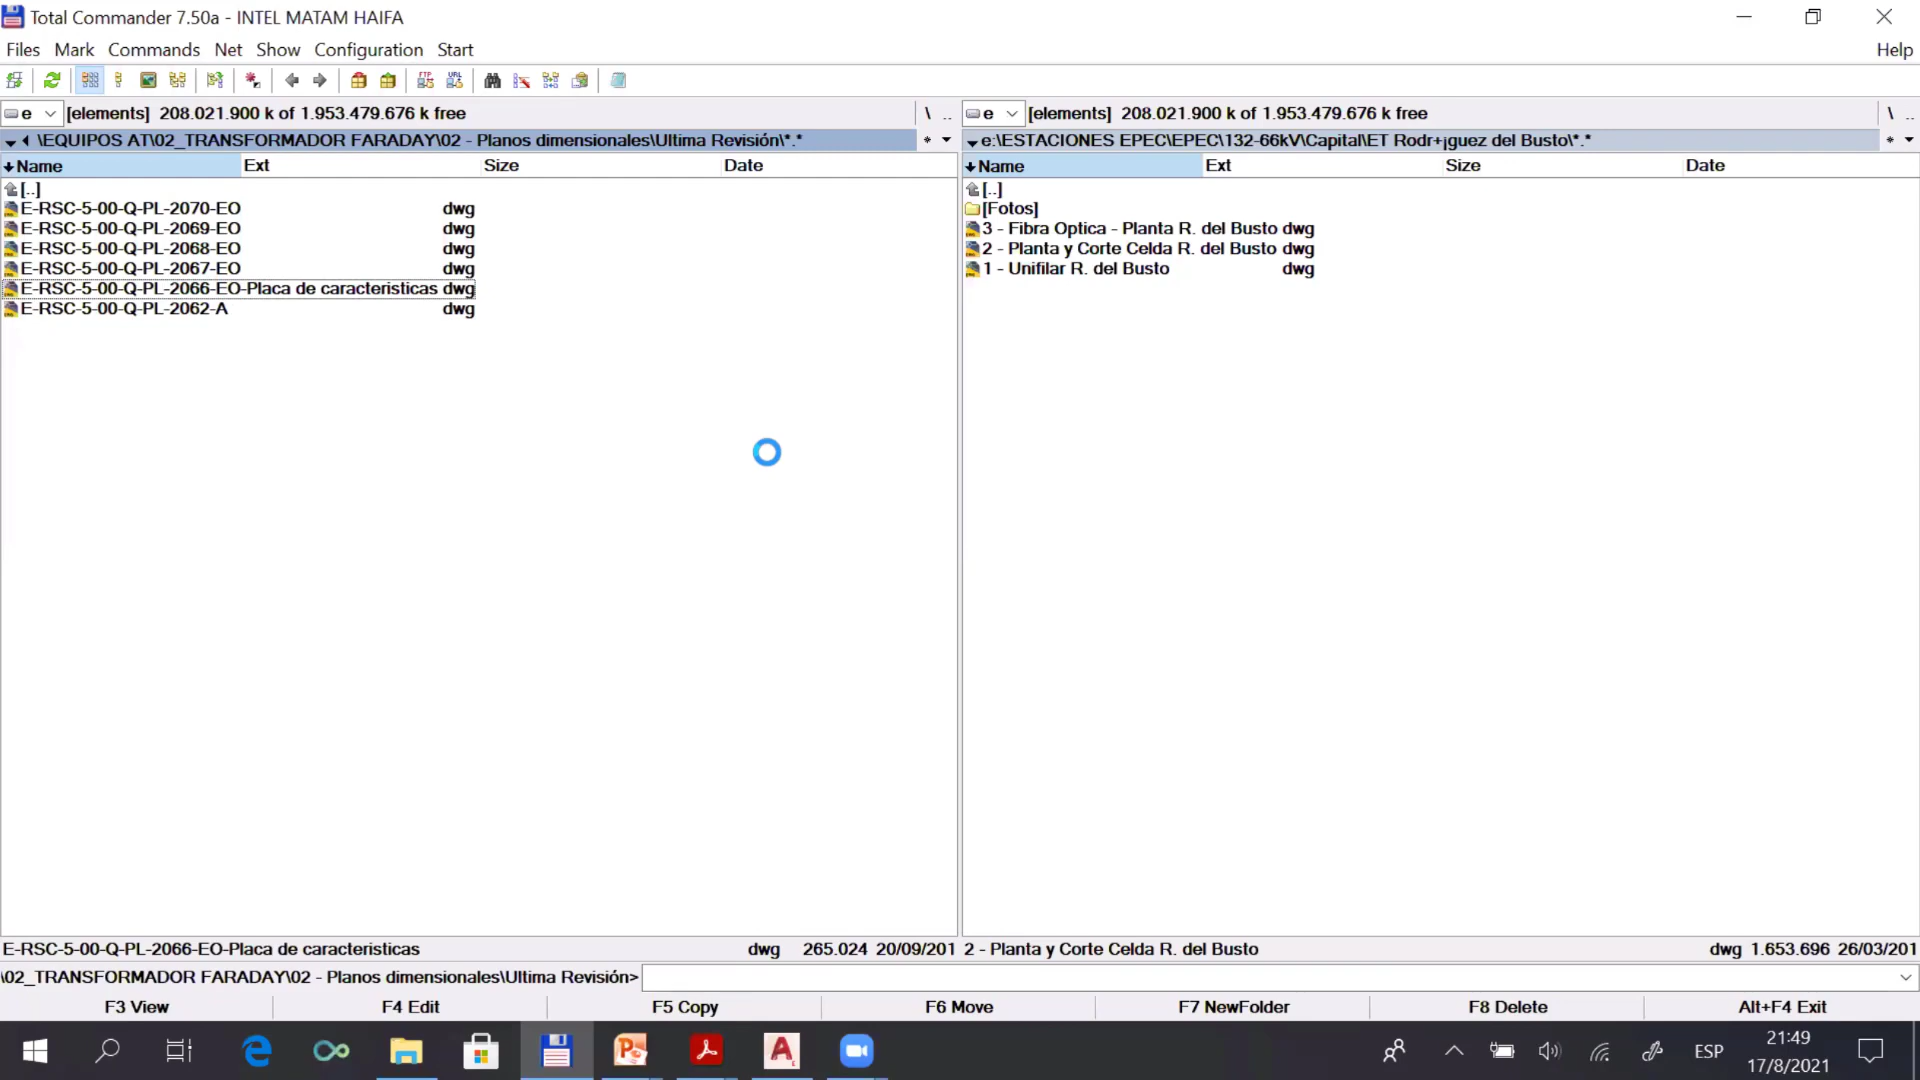 Total Commander 7.50a - INTEL MATAM HAIFA
Files Mark Commands Net Show Configuration Start Help
FTP URL
e [elements] 208.021.900 k of 1.953.479.676 k free \ .. e [elements] 208.021.900 k of 1.953.479.676 k free \ ..
\EQUIPOS AT\02_TRANSFORMADOR FARADAY\02 - Planos dimensionales\Ultima Revisión\*.* * e:\ESTACIONES EPEC\EPEC\132-66kV\Capital\ET Rodr+¡guez del Busto\*.* *
Name Ext Size Date Name Ext Size Date
[..] [..]
E-RSC-5-00-Q-PL-2070-EO dwg [Fotos]
E-RSC-5-00-Q-PL-2069-EO dwg 3 - Fibra Optica - Planta R. del Busto dwg
E-RSC-5-00-Q-PL-2068-EO dwg 2 - Planta y Corte Celda R. del Busto dwg
E-RSC-5-00-Q-PL-2067-EO dwg 1 - Unifilar R. del Busto dwg
E-RSC-5-00-Q-PL-2066-EO-Placa de caracteristicas dwg
E-RSC-5-00-Q-PL-2062-A dwg
E-RSC-5-00-Q-PL-2066-EO-Placa de caracteristicas dwg 265.024 20/09/201 2 - Planta y Corte Celda R. del Busto dwg 1.653.696 26/03/201
\02_TRANSFORMADOR FARADAY\02 - Planos dimensionales\Ultima Revisión>
F3 View F4 Edit F5 Copy F6 Move F7 NewFolder F8 Delete Alt+F4 Exit
ESP 21:49
17/8/2021